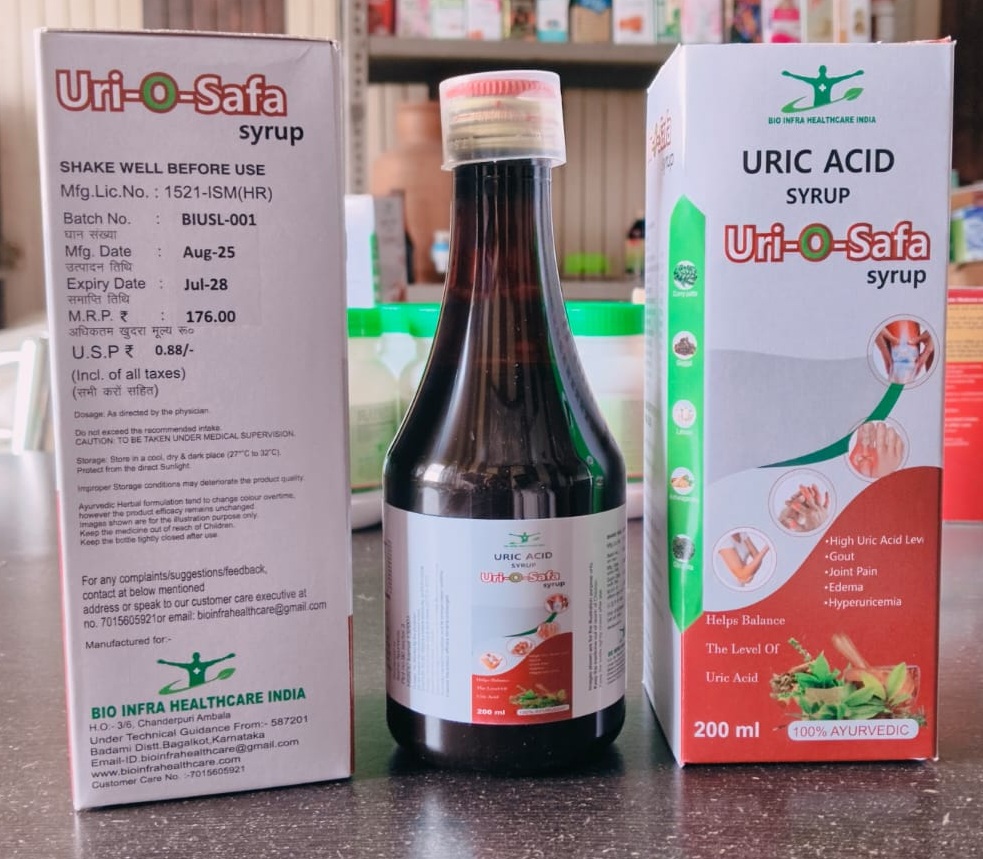 Uri-O-Safa
syrup
SHAKE WELL BEFORE USE
Mfg.Lic.No. : 1521-ISM(HR)
Batch No. : BIUSL-001
घान संख्या
Mfg. Date : Aug-25
उत्पादन तिथि
Expiry Date : Jul-28
समाप्ति तिथि
M.R.P. ₹ : 176.00
अधिकतम खुदरा मूल्य रू०
U.S.P ₹ 0.88/-
(Incl. of all taxes)
(सभी करों सहित)
Dosage: As directed by the physician.
Do not exceed the recommended intake.
CAUTION: TO BE TAKEN UNDER MEDICAL SUPERVISION.
Storage: Store in a cool, dry & dark place (27°C to 32°C).
Protect from the direct Sunlight.
Improper Storage conditions may deteriorate the product quality.
Ayurvedic Herbal formulation tend to change colour overtime,
however the product efficacy remains unchanged.
Images shown are for the illustration purpose only.
Keep the medicine out of reach of Children.
Keep the bottle tightly closed after use.
For any complaints/suggestions/feedback,
contact at below mentioned
address or speak to our customer care executive at
no. 7015605921or email: bioinfrahealthcare@gmail.com
Manufactured for:-
BIO INFRA HEALTHCARE INDIA
H.O:- 3/6, Chanderpuri Ambala
Under Technical Guidance From:- 587201
Badami Distt.Bagalkot,Karnataka
Email-ID.bioinfrahealthcare@gmail.com
www.bioinfrahealthcare.com
Customer Care No. :-7015605921
URIC ACID
SYRUP
Uri-O-Safa
syrup
Helps Balance
The Level Of
Uric Acid
200 ml
BIO INFRA HEALTHCARE INDIA
URIC ACID
SYRUP
Uri-O-Safa
syrup
•High Uric Acid Lev
•Gout
•Joint Pain
•Edema
•Hyperuricemia
Helps Balance
The Level Of
Uric Acid
200 ml
100% AYURVEDIC